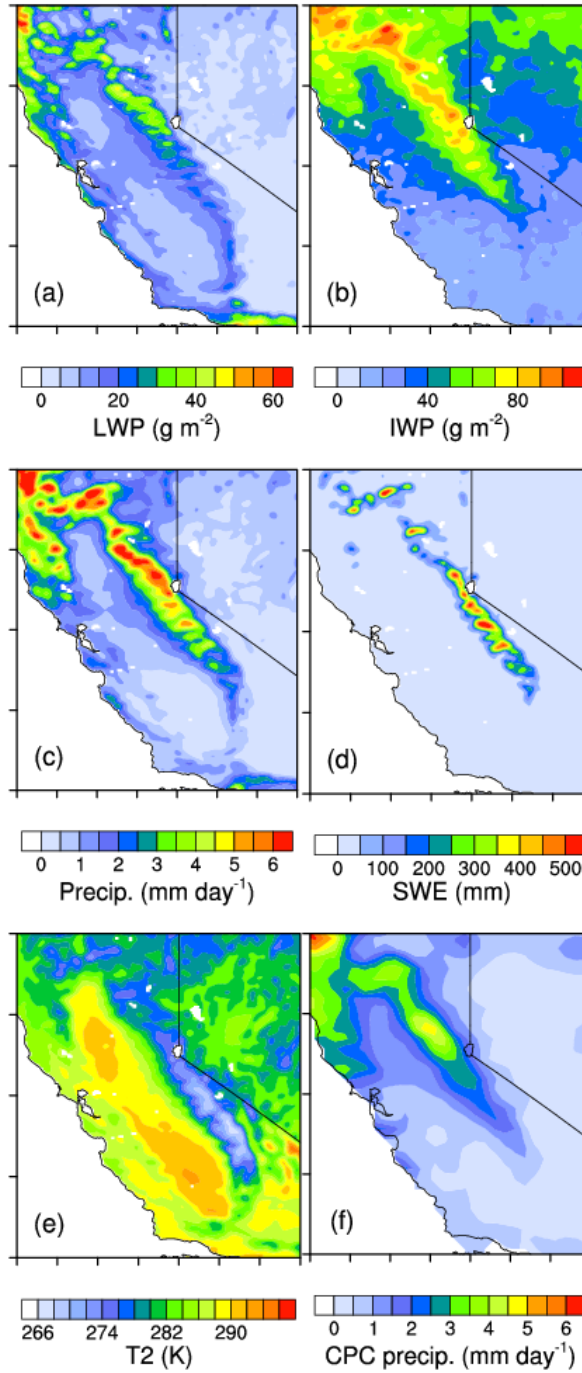 (a)
(b)
0 20 40 60
LWP (g m⁻²)
0 40 80
IWP (g m⁻²)
(c)
(d)
0 1 2 3 4 5 6
Precip. (mm day⁻¹)
0 100 200 300 400 500
SWE (mm)
(e)
(f)
266 274 282 290
T2 (K)
0 1 2 3 4 5 6
CPC precip. (mm day⁻¹)